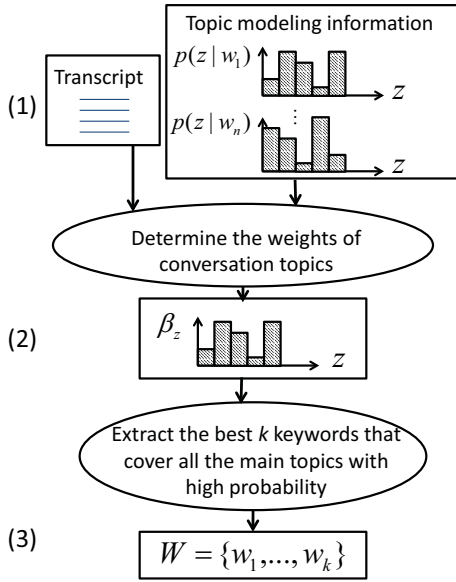 Topic modeling information
p(z | w₁)
z
Transcript
(1)
⋮
p(z | wₙ)
z
Determine the weights of
conversation topics
(2)
β_z
z
Extract the best k keywords that
cover all the main topics with
high probability
(3)
W = {w₁,..., wₖ}